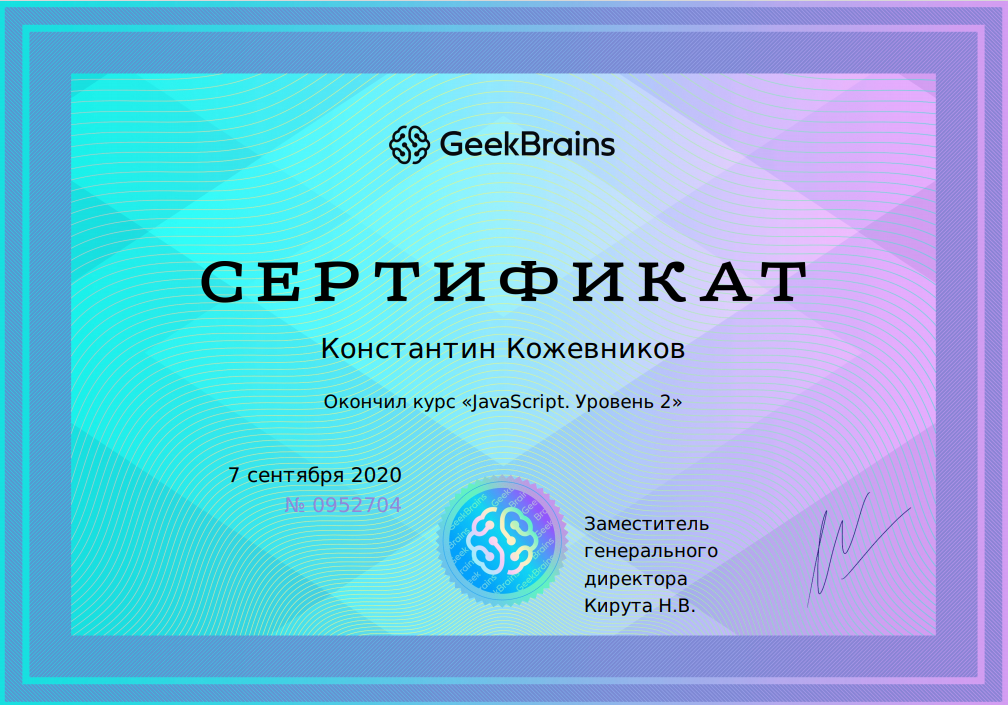 GeekBrains
СЕРТИФИКАТ
Константин Кожевников
Окончил курс «JavaScript. Уровень 2»
7 сентября 2020
№ 0952704
Заместитель
генерального
директора
Кирута Н.В.